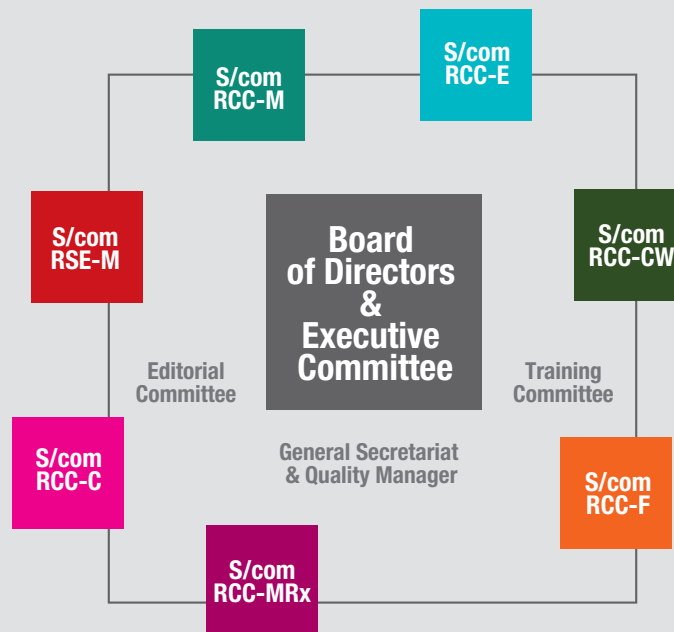 S/com
RCC-M
S/com
RCC-E
S/com
RSE-M
Board
of Directors
&
Executive
Committee
S/com
RCC-CW
Editorial
Committee
Training
Committee
General Secretariat
& Quality Manager
S/com
RCC-C
S/com
RCC-F
S/com
RCC-MRx